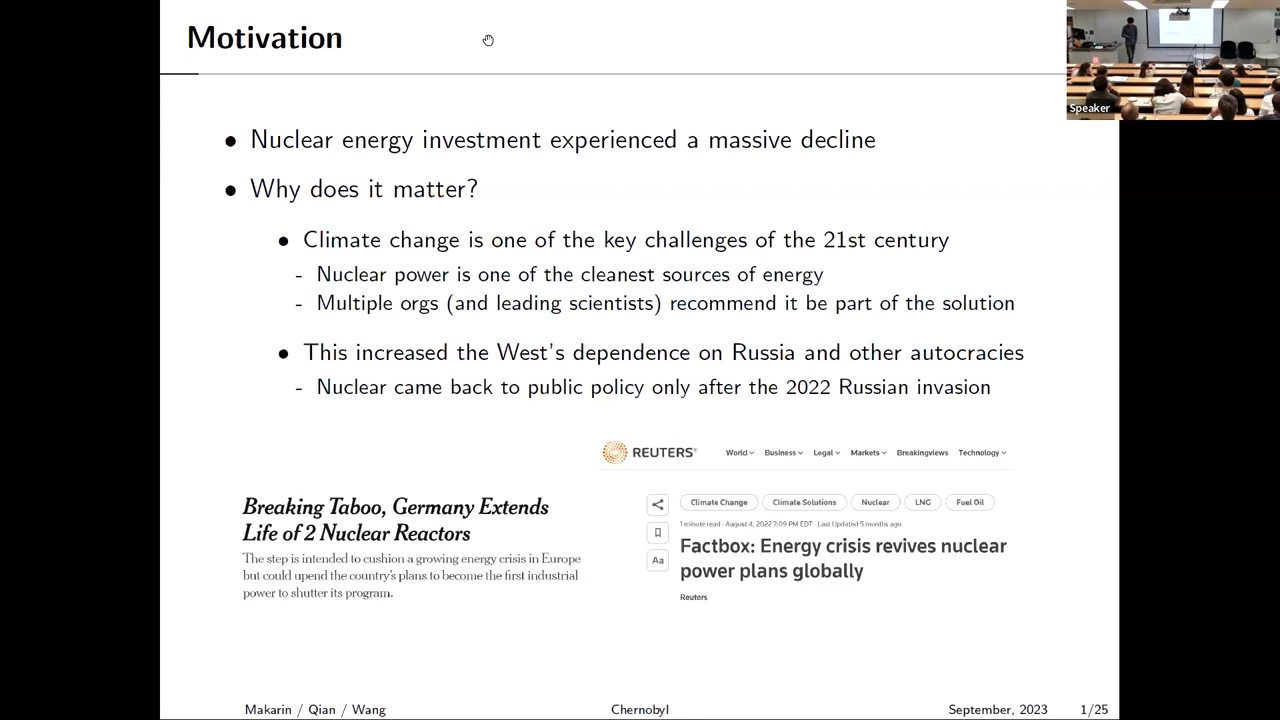 Motivation
Speaker
• Nuclear energy investment experienced a massive decline
• Why does it matter?
• Climate change is one of the key challenges of the 21st century
- Nuclear power is one of the cleanest sources of energy
- Multiple orgs (and leading scientists) recommend it be part of the solution
• This increased the West's dependence on Russia and other autocracies
- Nuclear came back to public policy only after the 2022 Russian invasion
Breaking Taboo, Germany Extends
Life of 2 Nuclear Reactors
The step is intended to cushion a growing energy crisis in Europe
but could upend the country's plans to become the first industrial
power to shutter its program.
REUTERS® World Business Legal Markets Breakingviews Technology
Climate Change Climate Solutions Nuclear LNG Fuel Oil
1 minute read · August 4, 2022 7:09 PM EDT · Last Updated 5 months ago
Aa
Factbox: Energy crisis revives nuclear
power plans globally
Reuters
Makarin / Qian / Wang Chernobyl September, 2023 1/25